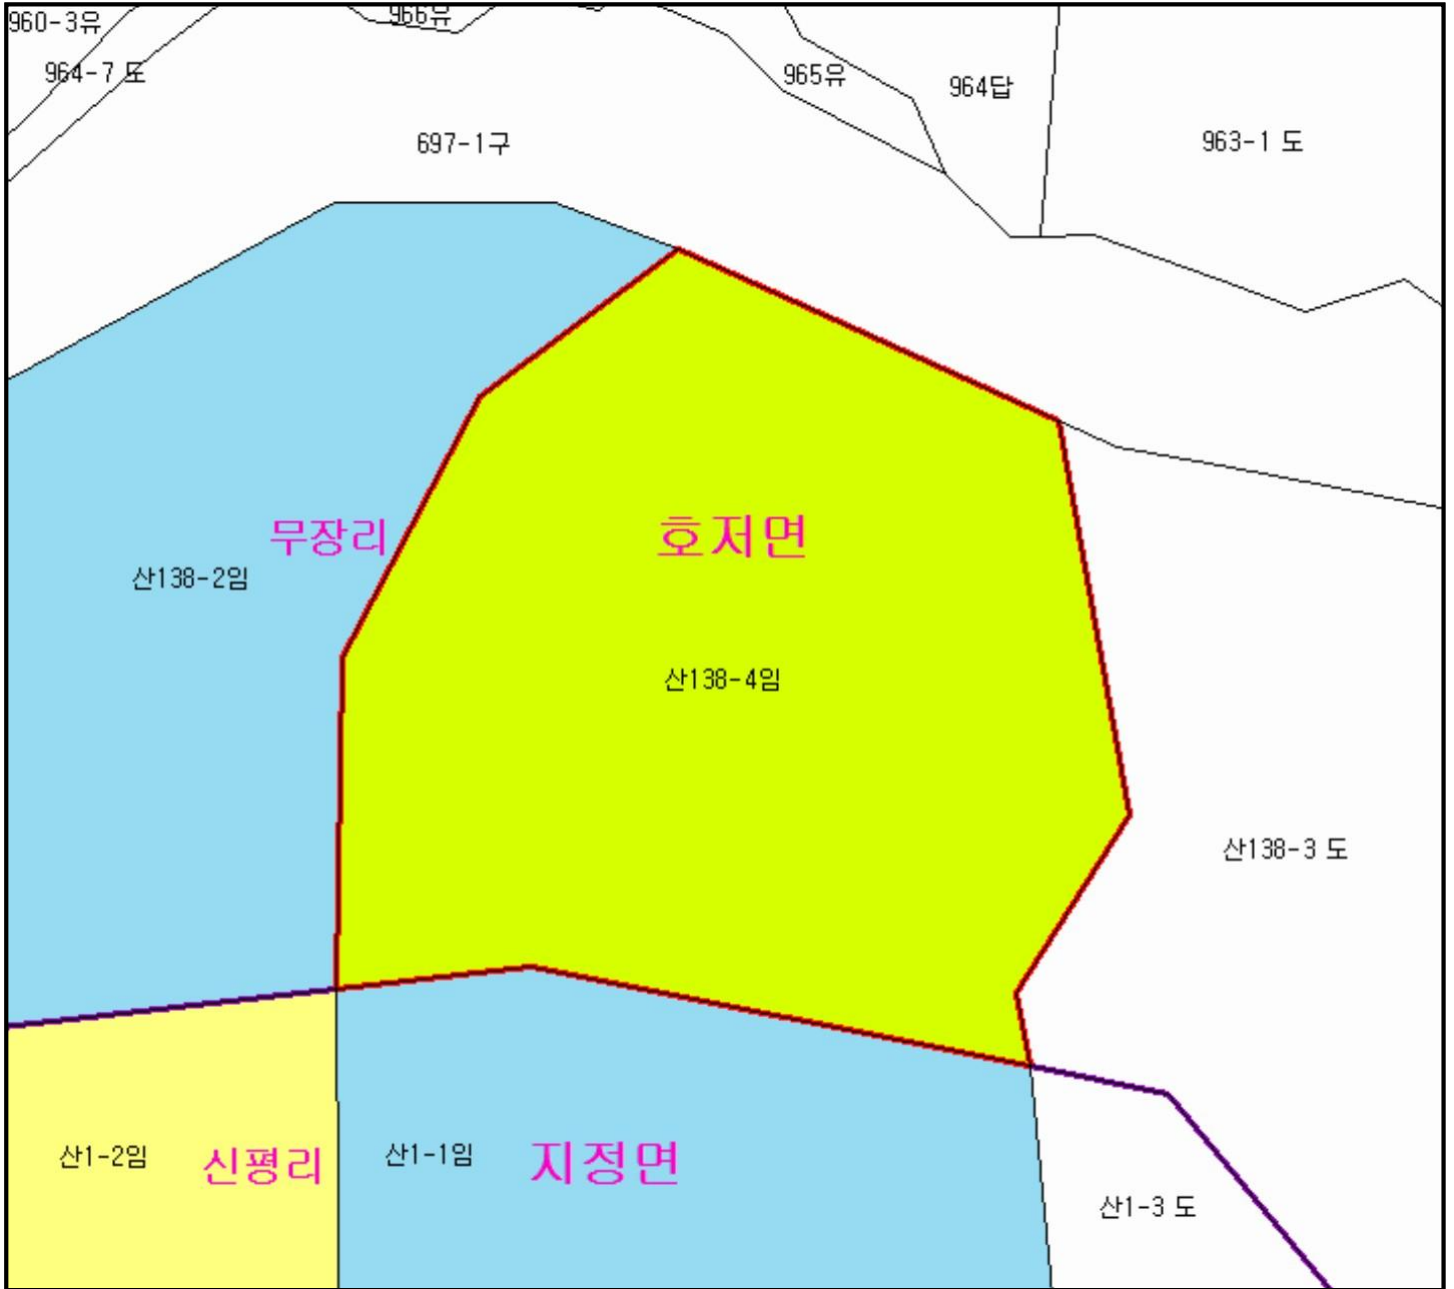 960-3유
966유
964-7 도
965유
964답
697-1구
963-1 도
무장리
호저면
산138-2임
산138-4임
산138-3 도
산1-2임
신평리
산1-1임
지정면
산1-3 도